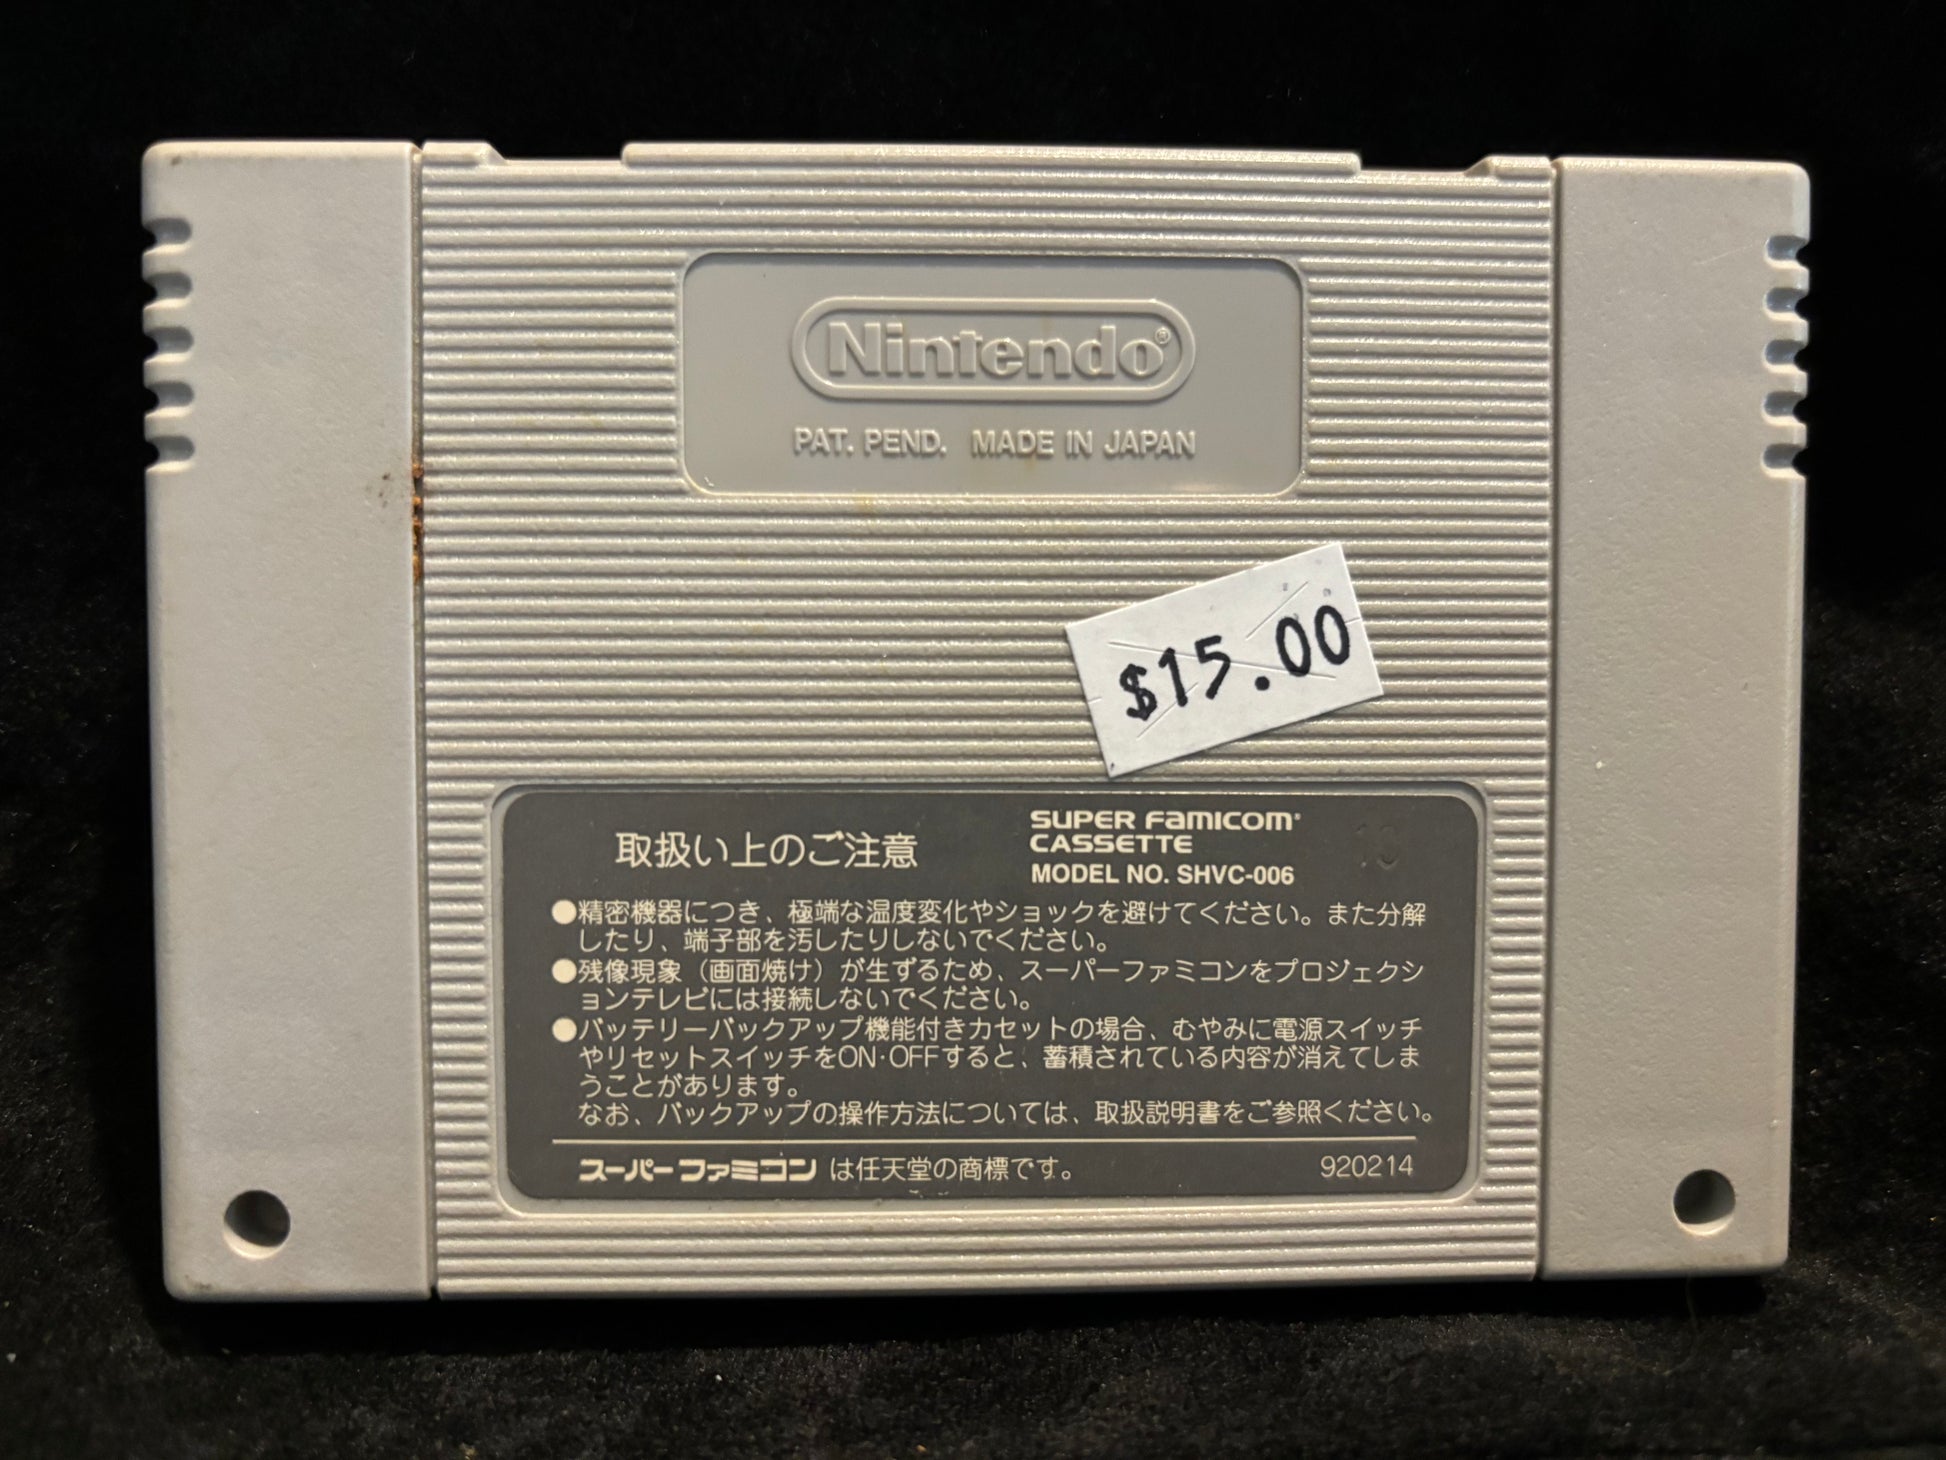 Nintendo®
PAT. PEND. MADE IN JAPAN
$15.00
取扱い上のご注意
SUPER FAMICOM®
CASSETTE
MODEL NO. SHVC-006
●精密機器につき、極端な温度変化やショックを避けてください。また分解
したり、端子部を汚したりしないでください。
●残像現象（画面焼け）が生ずるため、スーパーファミコンをプロジェクシ
ョンテレビには接続しないでください。
●バッテリーバックアップ機能付きカセットの場合、むやみに電源スイッチ
やリセットスイッチをON·OFFすると、蓄積されている内容が消えてしま
うことがあります。
なお、バックアップの操作方法については、取扱説明書をご参照ください。
スーパーファミコン は任天堂の商標です。
920214